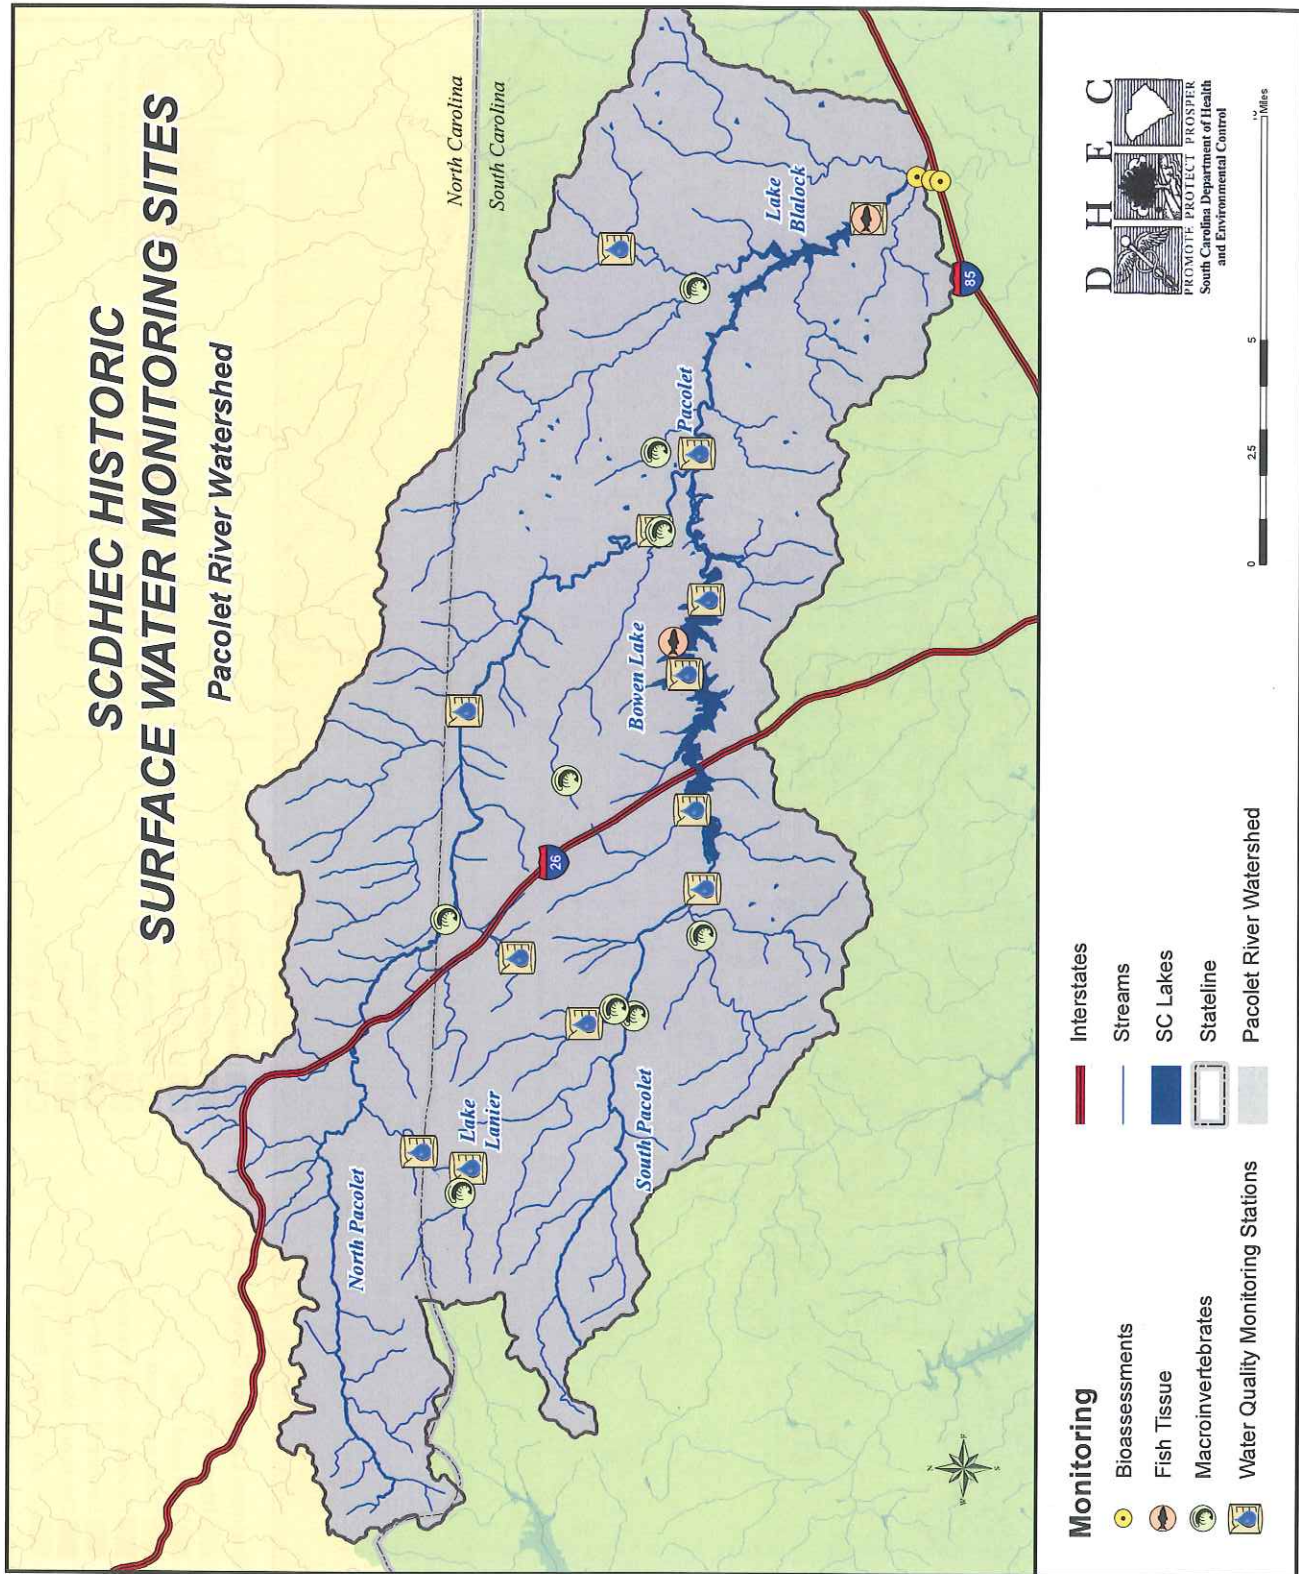 SCDHEC HISTORIC
SURFACE WATER MONITORING SITES
Pacolet River Watershed
North Carolina
South Carolina
Lake
Blalock
85
Pacolet
Bowen Lake
26
Lake
Lanier
North Pacolet
South Pacolet
N
W
S
Monitoring
Bioassessments
Fish Tissue
Macroinvertebrates
Water Quality Monitoring Stations
Interstates
Streams
SC Lakes
Stateline
Pacolet River Watershed
0
2.5
5
Miles
D H E C
PROMOTE PROTECT PROSPER
South Carolina Department of Health
and Environmental Control